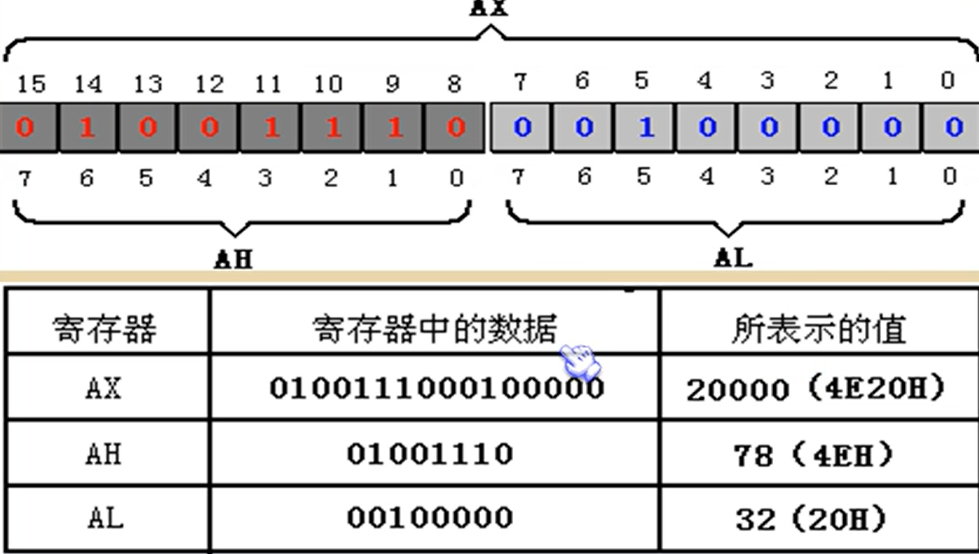 AX
15 14 13 12 11 10 9 8 7 6 5 4 3 2 1 0
0 1 0 0 1 1 1 0 0 0 1 0 0 0 0 0
7 6 5 4 3 2 1 0 7 6 5 4 3 2 1 0
AH AL
寄存器 寄存器中的数据 所表示的值
AX 0100111000100000 20000（4E20H）
AH 01001110 78（4EH）
AL 00100000 32（20H）